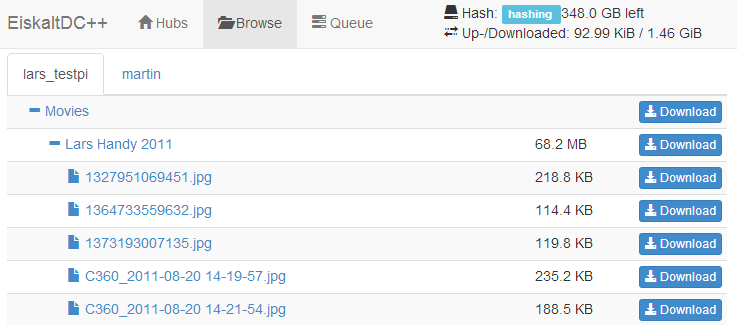 EiskaltDC++ Hubs Browse Queue Hash: hashing 348.0 GB left
Up-/Downloaded: 92.99 KiB / 1.46 GiB
lars_testpi martin
Movies Download
Lars Handy 2011 68.2 MB Download
1327951069451.jpg 218.8 KB Download
1364733559632.jpg 114.4 KB Download
1373193007135.jpg 119.8 KB Download
C360_2011-08-20 14-19-57.jpg 235.2 KB Download
C360_2011-08-20 14-21-54.jpg 188.5 KB Download